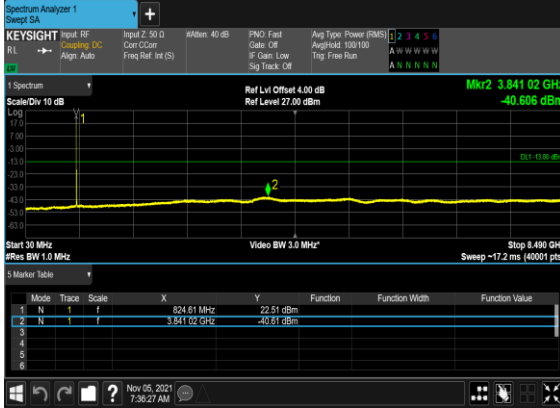 Spectrum Analyzer 1
Swept SA
+
KEYSIGHT Input: RF Input Z: 50 Ω #Atten: 40 dB PNO: Fast Avg Type: Power (RMS) 1 2 3 4 5 6
RL Coupling: DC Corr CCorr Gate: Off Avg|Hold: 100/100 A W W W W W
Align: Auto Freq Ref: Int (S) IF Gain: Low Trig: Free Run
LXI Sig Track: Off A N N N N N
1 Spectrum Ref Lvl Offset 4.00 dB Mkr2 3.841 02 GHz
Scale/Div 10 dB Ref Level 27.00 dBm -40.606 dBm
Log
17.0
7.00
-3.00
-13.0 DL1 -13.00 dBm
-23.0
-33.0
-43.0
-53.0
-63.0
1
2
Start 30 MHz Video BW 3.0 MHz* Stop 8.490 GHz
#Res BW 1.0 MHz Sweep ~17.2 ms (40001 pts)
5 Marker Table
Mode Trace Scale X Y Function Function Width Function Value
1 N 1 f 824.61 MHz 22.51 dBm
2 N 1 f 3.841 02 GHz -40.61 dBm
3
4
5
6
? Nov 05, 2021
7:36:27 AM